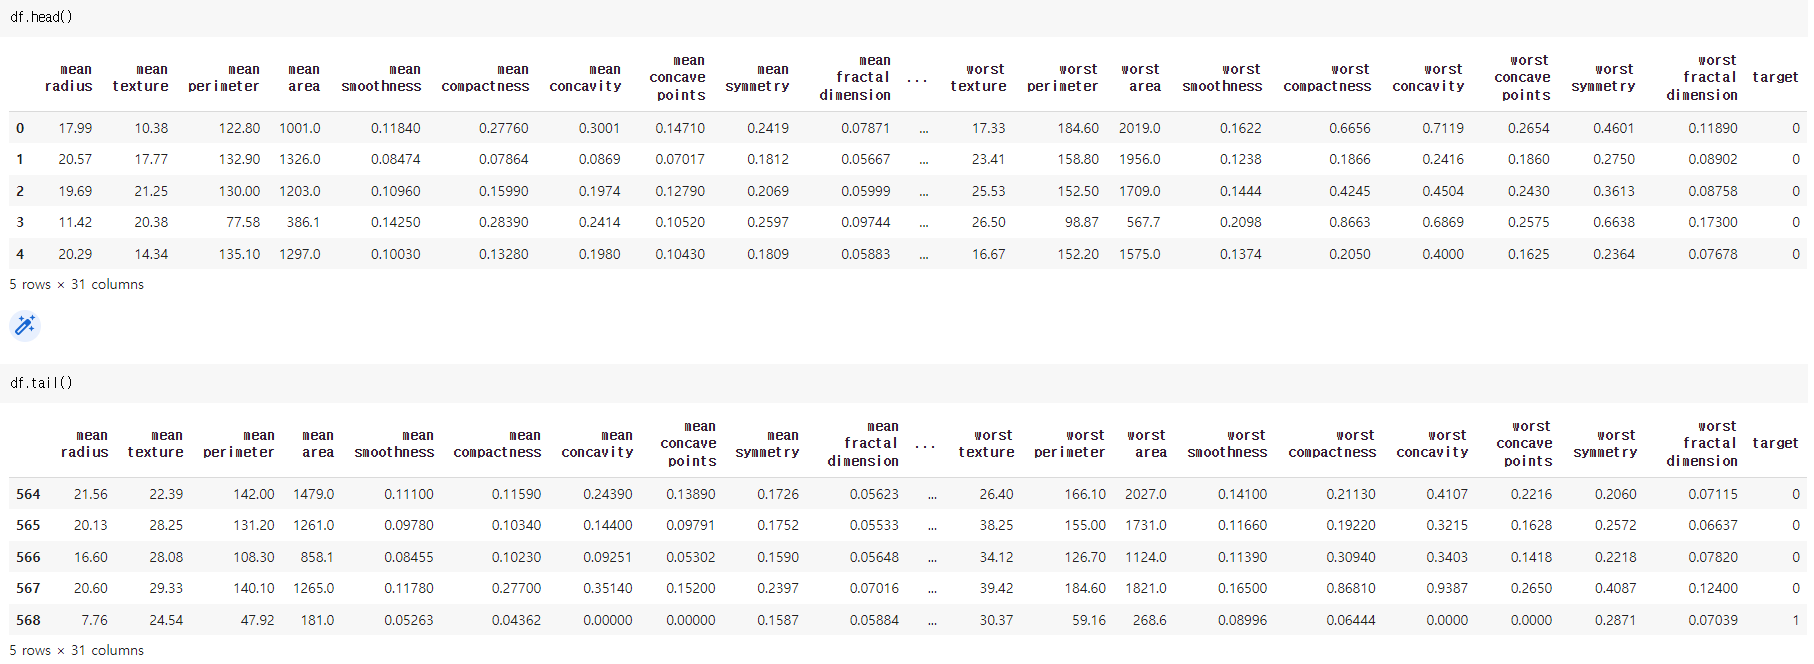 df.head()
mean radius mean texture mean perimeter mean area mean smoothness mean compactness mean concavity mean concave points mean symmetry mean fractal dimension ... worst texture worst perimeter worst area worst smoothness worst compactness worst concavity worst concave points worst symmetry worst fractal dimension target
0 17.99 10.38 122.80 1001.0 0.11840 0.27760 0.3001 0.14710 0.2419 0.07871 ... 17.33 184.60 2019.0 0.1622 0.6656 0.7119 0.2654 0.4601 0.11890 0
1 20.57 17.77 132.90 1326.0 0.08474 0.07864 0.0869 0.07017 0.1812 0.05667 ... 23.41 158.80 1956.0 0.1238 0.1866 0.2416 0.1860 0.2750 0.08902 0
2 19.69 21.25 130.00 1203.0 0.10960 0.15990 0.1974 0.12790 0.2069 0.05999 ... 25.53 152.50 1709.0 0.1444 0.4245 0.4504 0.2430 0.3613 0.08758 0
3 11.42 20.38 77.58 386.1 0.14250 0.28390 0.2414 0.10520 0.2597 0.09744 ... 26.50 98.87 567.7 0.2098 0.8663 0.6869 0.2575 0.6638 0.17300 0
4 20.29 14.34 135.10 1297.0 0.10030 0.13280 0.1980 0.10430 0.1809 0.05883 ... 16.67 152.20 1575.0 0.1374 0.2050 0.4000 0.1625 0.2364 0.07678 0
5 rows × 31 columns
df.tail()
mean radius mean texture mean perimeter mean area mean smoothness mean compactness mean concavity mean concave points mean symmetry mean fractal dimension ... worst texture worst perimeter worst area worst smoothness worst compactness worst concavity worst concave points worst symmetry worst fractal dimension target
564 21.56 22.39 142.00 1479.0 0.11100 0.11590 0.24390 0.13890 0.1726 0.05623 ... 26.40 166.10 2027.0 0.14100 0.21130 0.4107 0.2216 0.2060 0.07115 0
565 20.13 28.25 131.20 1261.0 0.09780 0.10340 0.14400 0.09791 0.1752 0.05533 ... 38.25 155.00 1731.0 0.11660 0.19220 0.3215 0.1628 0.2572 0.06637 0
566 16.60 28.08 108.30 858.1 0.08455 0.10230 0.09251 0.05302 0.1590 0.05648 ... 34.12 126.70 1124.0 0.11390 0.30940 0.3403 0.1418 0.2218 0.07820 0
567 20.60 29.33 140.10 1265.0 0.11780 0.27700 0.35140 0.15200 0.2397 0.07016 ... 39.42 184.60 1821.0 0.16500 0.86810 0.9387 0.2650 0.4087 0.12400 0
568 7.76 24.54 47.92 181.0 0.05263 0.04362 0.00000 0.00000 0.1587 0.05884 ... 30.37 59.16 268.6 0.08996 0.06444 0.0000 0.0000 0.2871 0.07039 1
5 rows × 31 columns